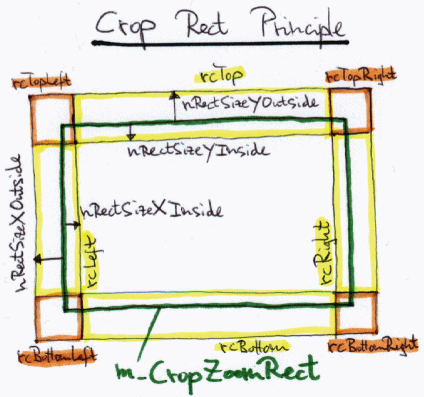 Crop Rect Principle
rcTopLeft
rcTop
rcTopRight
nRectSizeYOutside
nRectSizeYInside
nRectSizeXOutside
nRectSizeXInside
rcLeft
rcRight
rcBottomLeft
rcBottom
rcBottomRight
m_CropZoomRect